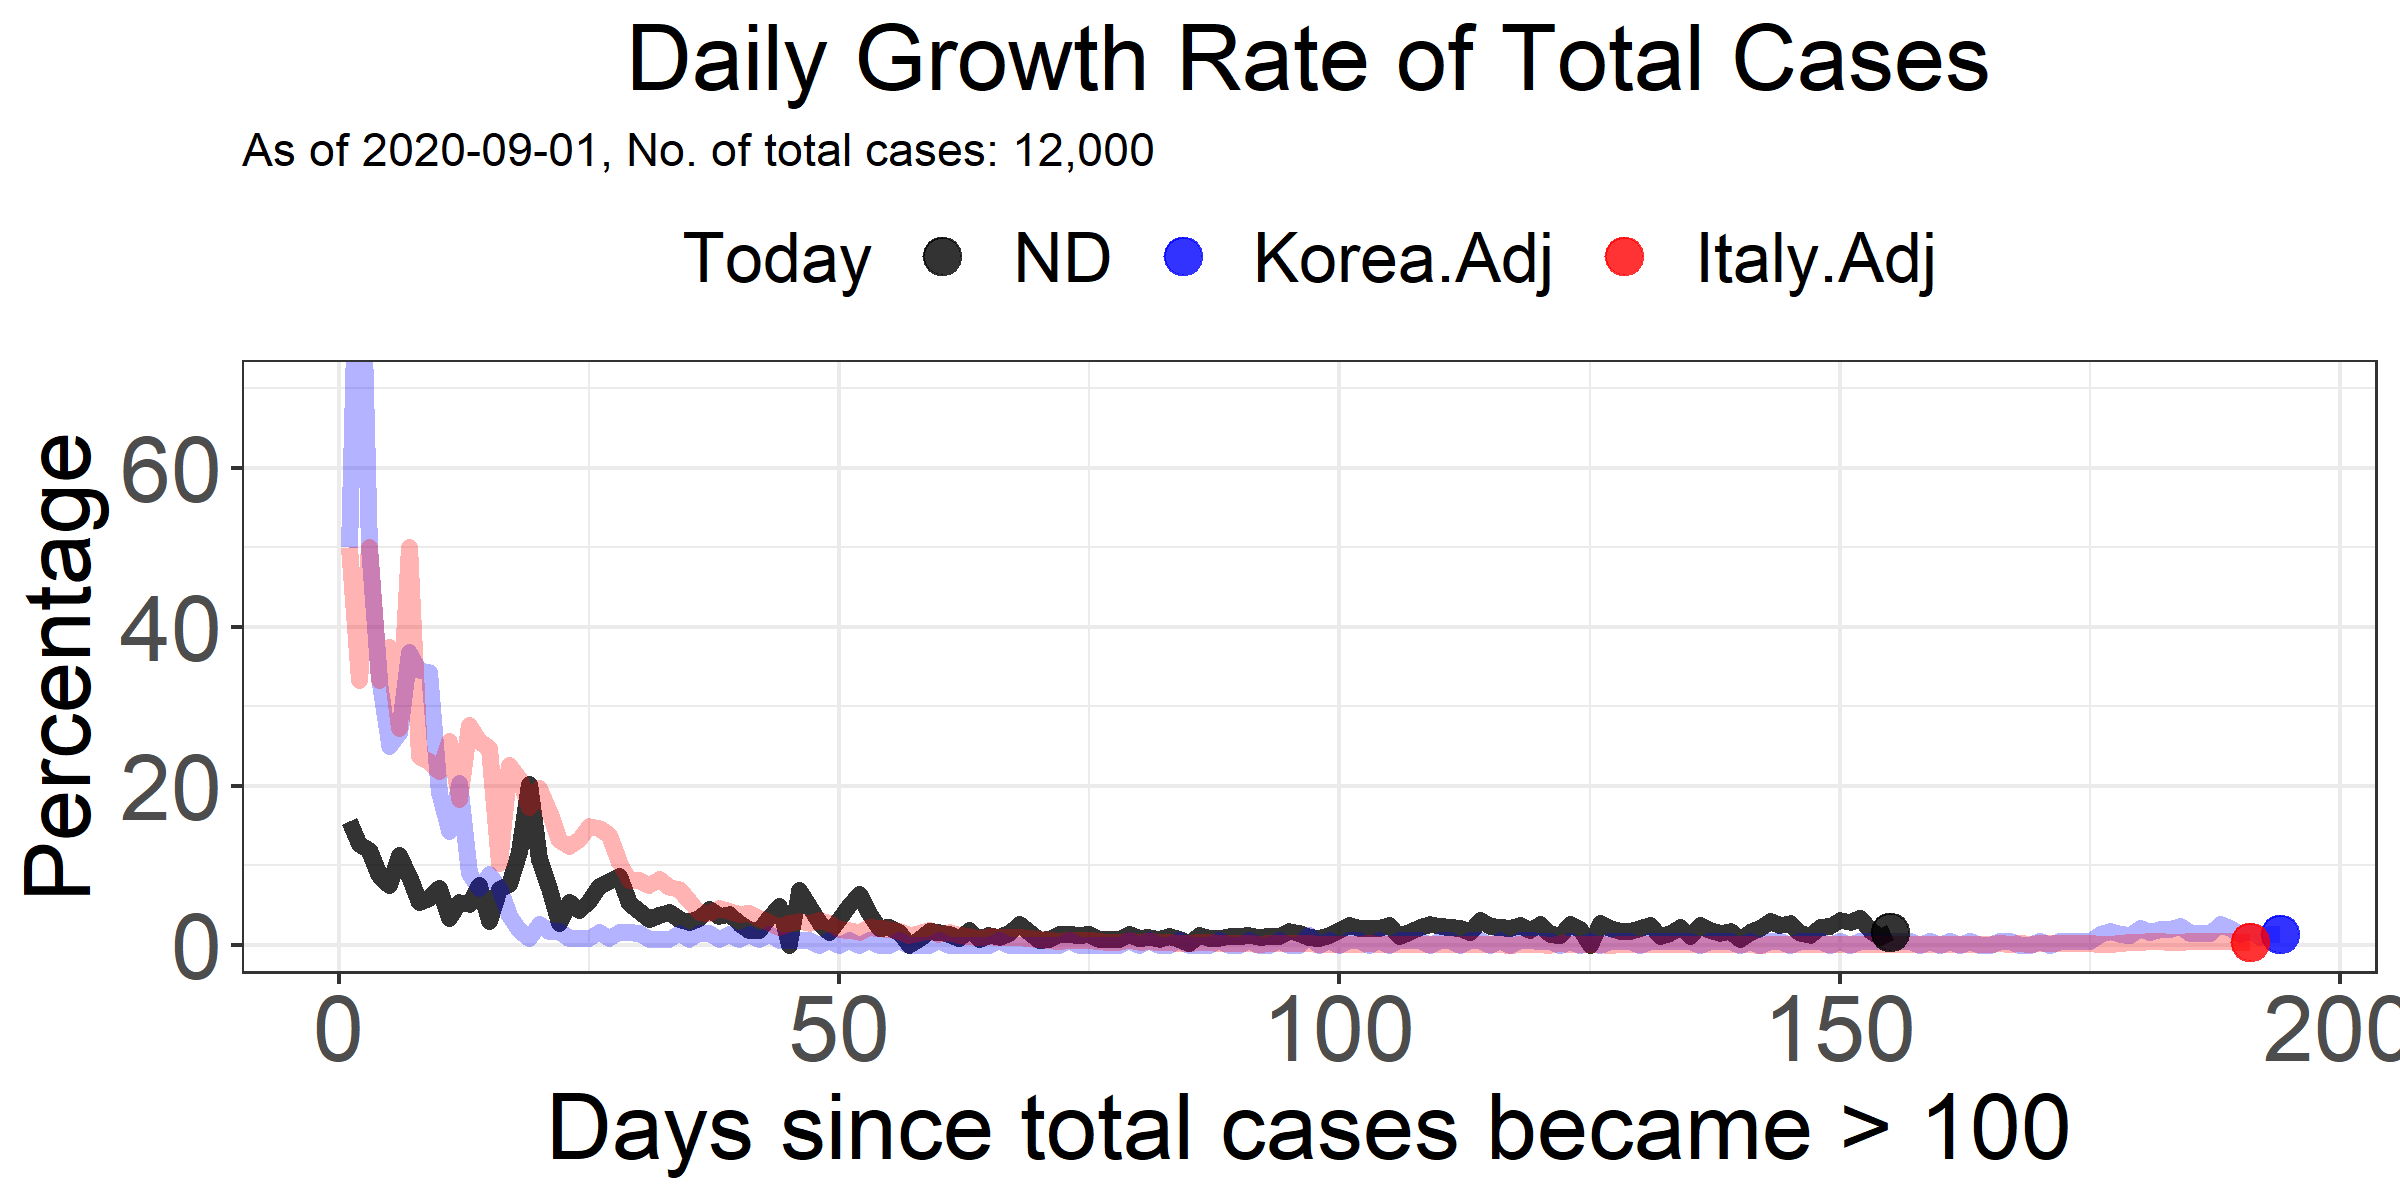 Daily Growth Rate of Total Cases
As of 2020-09-01, No. of total cases: 12,000
Today ND Korea.Adj Italy.Adj
Percentage
60
40
20
0
0 50 100 150 200
Days since total cases became > 100